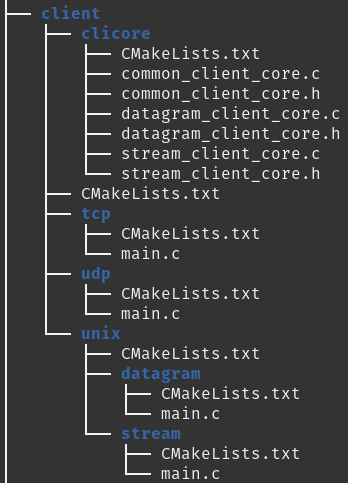 client
clicore
CMakeLists.txt
common_client_core.c
common_client_core.h
datagram_client_core.c
datagram_client_core.h
stream_client_core.c
stream_client_core.h
CMakeLists.txt
tcp
CMakeLists.txt
main.c
udp
CMakeLists.txt
main.c
unix
CMakeLists.txt
datagram
CMakeLists.txt
main.c
stream
CMakeLists.txt
main.c